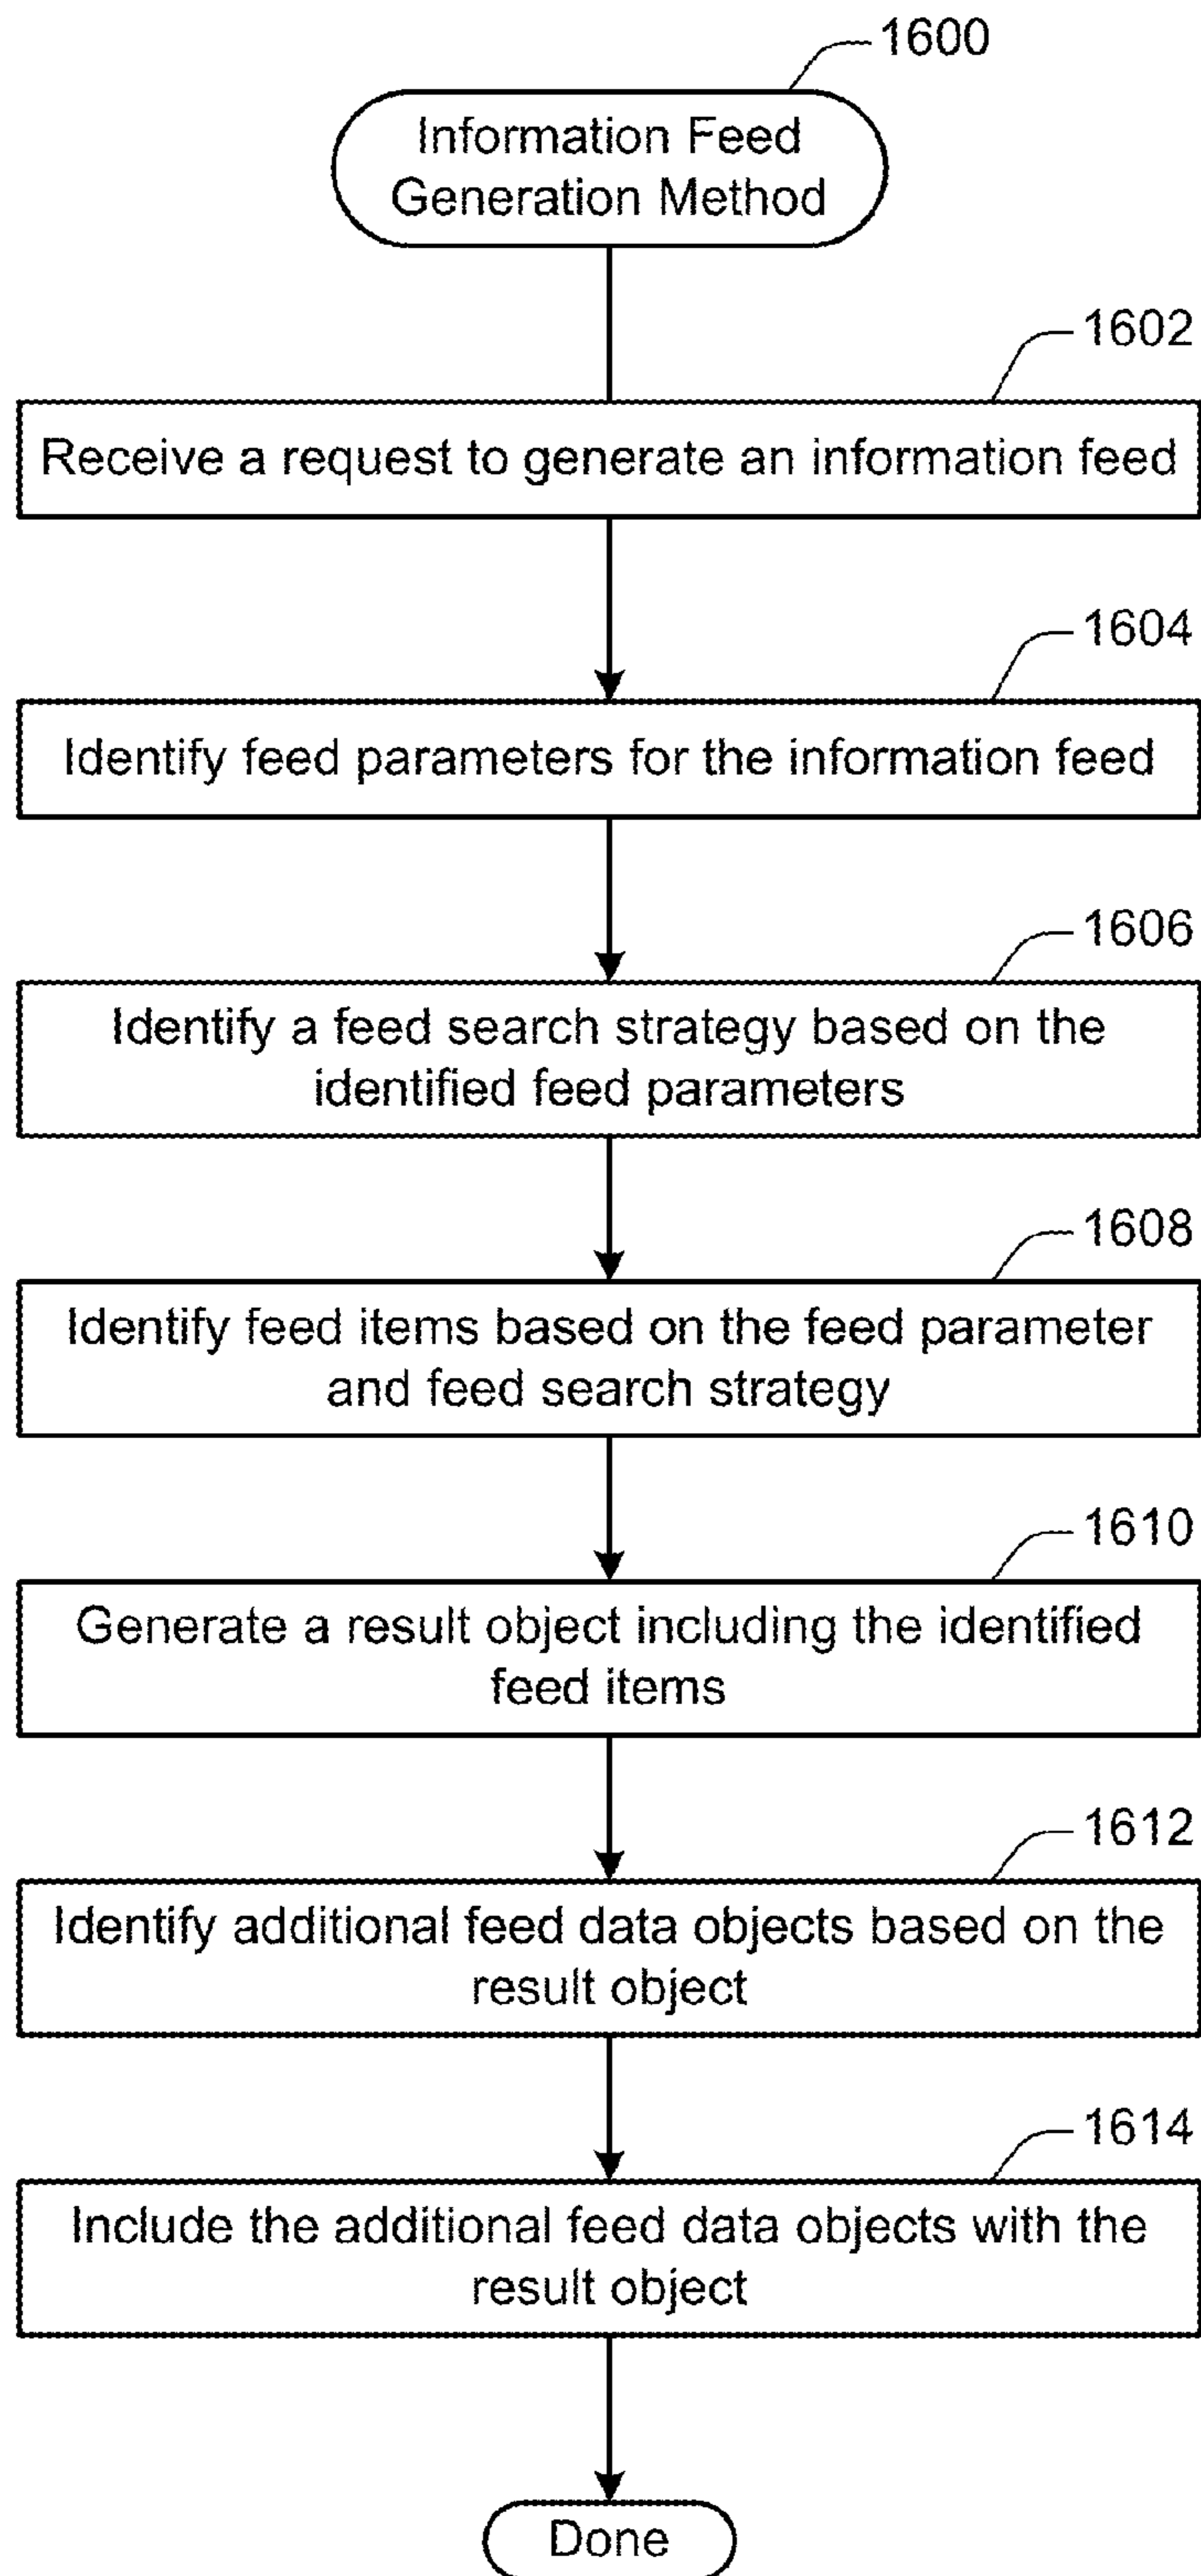 1600
Information Feed
Generation Method
1602
Receive a request to generate an information feed
1604
Identify feed parameters for the information feed
1606
Identify a feed search strategy based on the
identified feed parameters
1608
Identify feed items based on the feed parameter
and feed search strategy
1610
Generate a result object including the identified
feed items
1612
Identify additional feed data objects based on the
result object
1614
Include the additional feed data objects with the
result object
Done